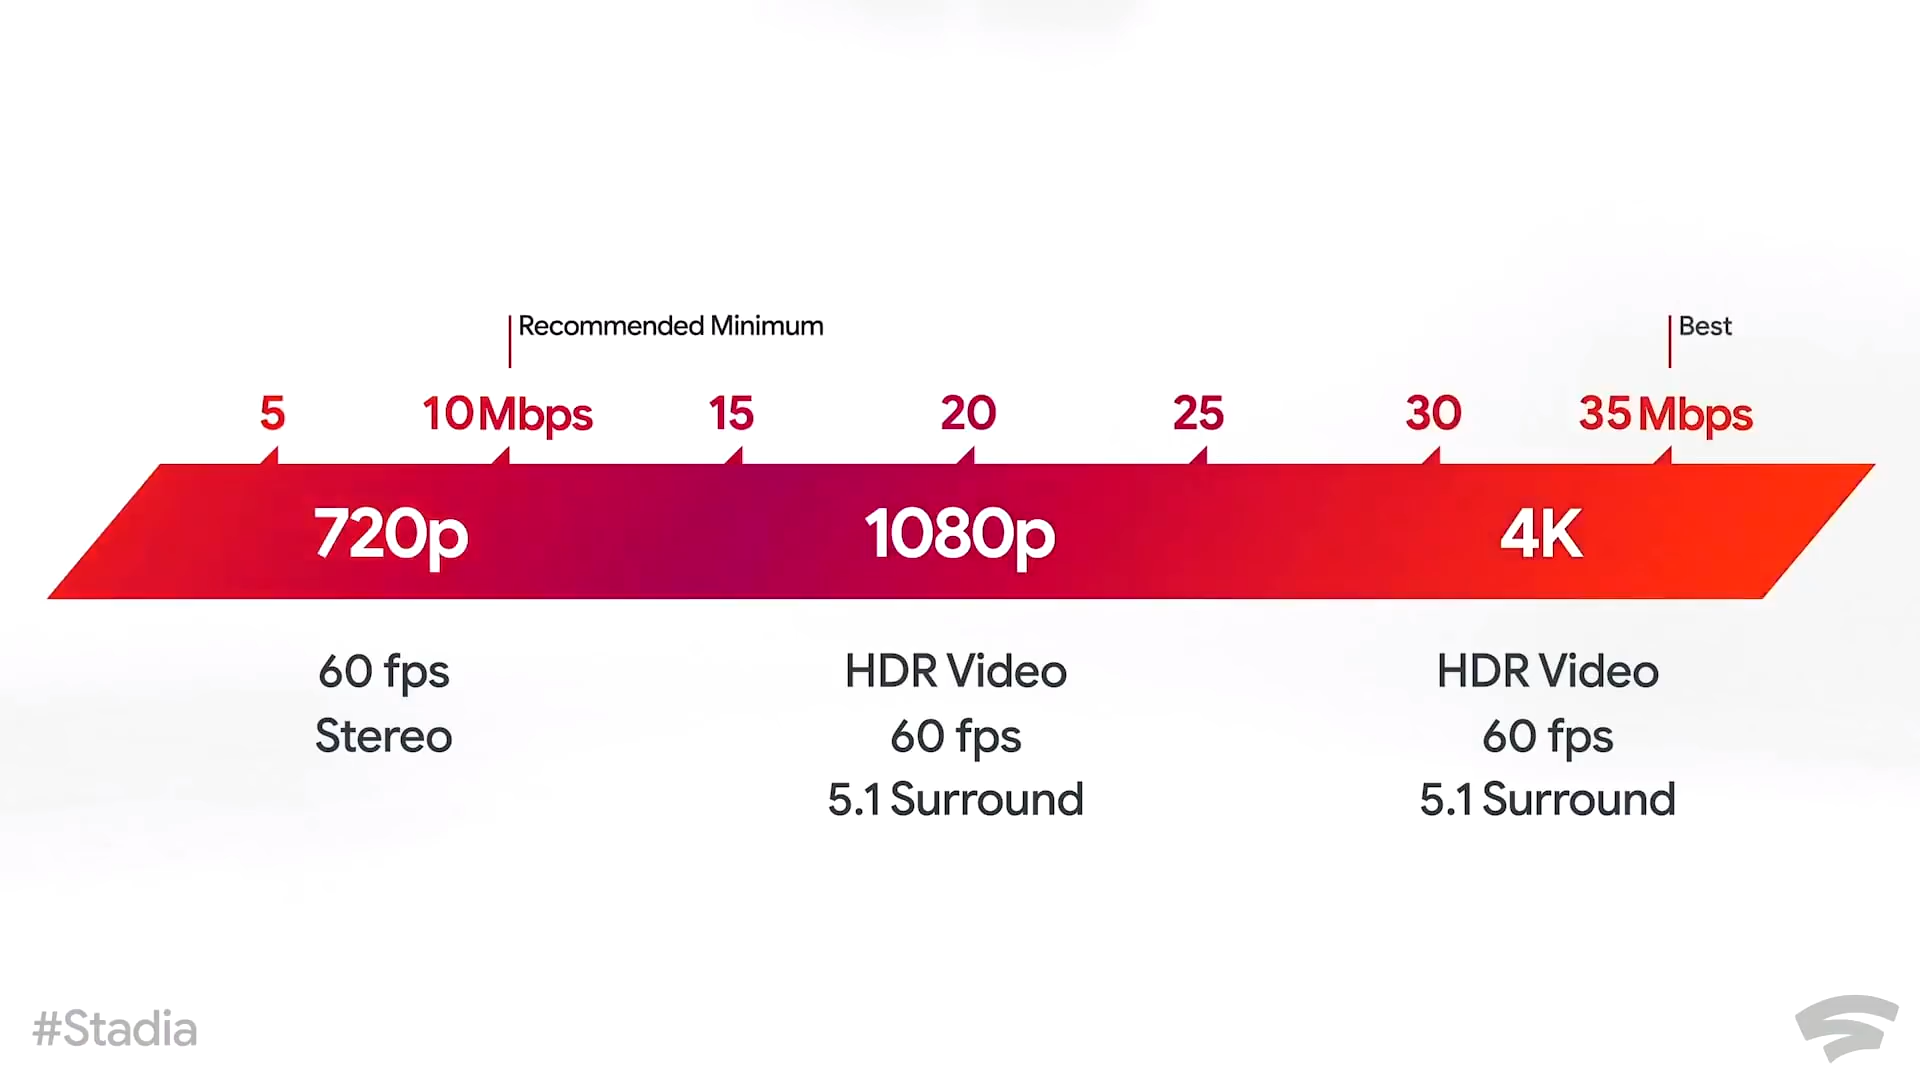 Recommended Minimum
Best
5
10 Mbps
15
20
25
30
35 Mbps
720p
1080p
4K
60 fps
Stereo
HDR Video
60 fps
5.1 Surround
HDR Video
60 fps
5.1 Surround
#Stadia